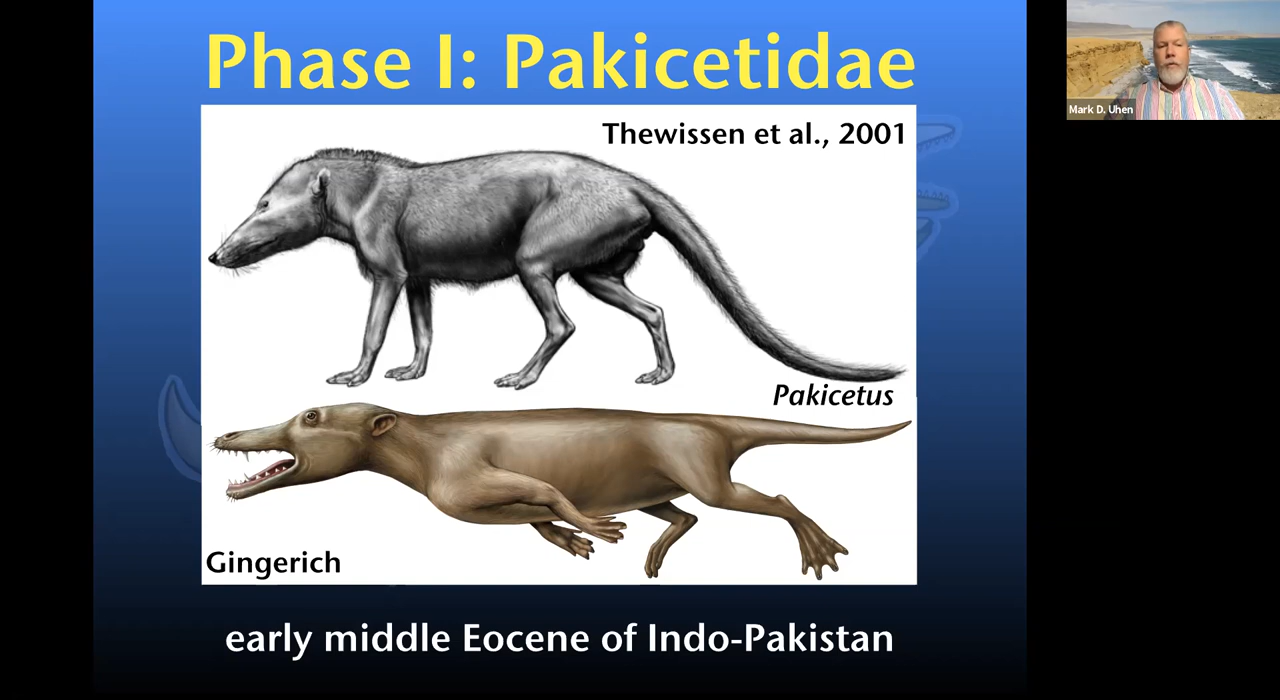 Phase I: Pakicetidae
Thewissen et al., 2001
Pakicetus
Gingerich
early middle Eocene of Indo-Pakistan
Mark D. Uhen